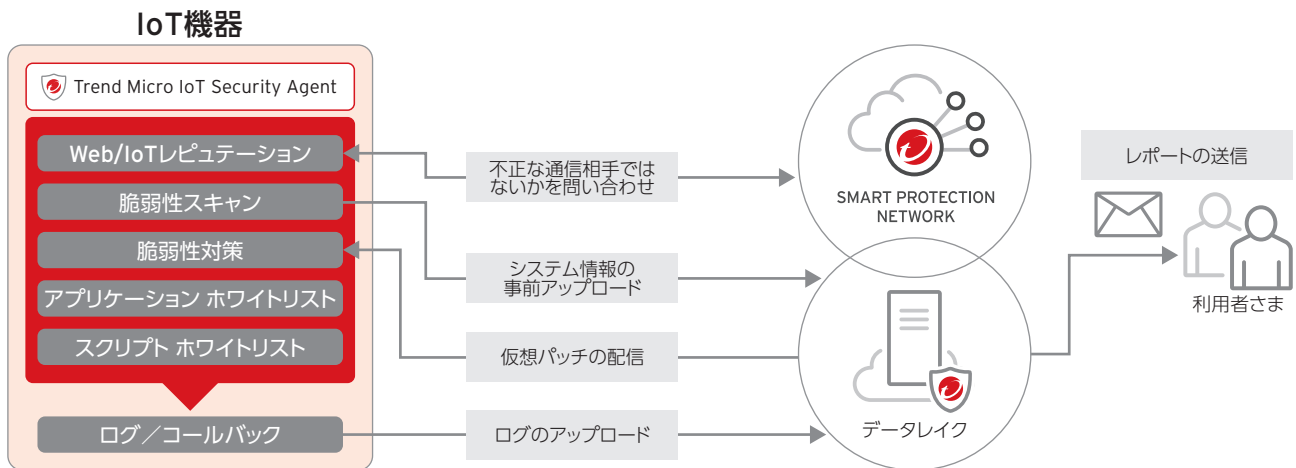 IoT機器
Trend Micro IoT Security Agent
Web/IoTレピュテーション
脆弱性スキャン
脆弱性対策
アプリケーション ホワイトリスト
スクリプト ホワイトリスト
ログ／コールバック
不正な通信相手では
ないかを問い合わせ
システム情報の
事前アップロード
仮想パッチの配信
ログのアップロード
SMART PROTECTION
NETWORK
データレイク
レポートの送信
利用者さま